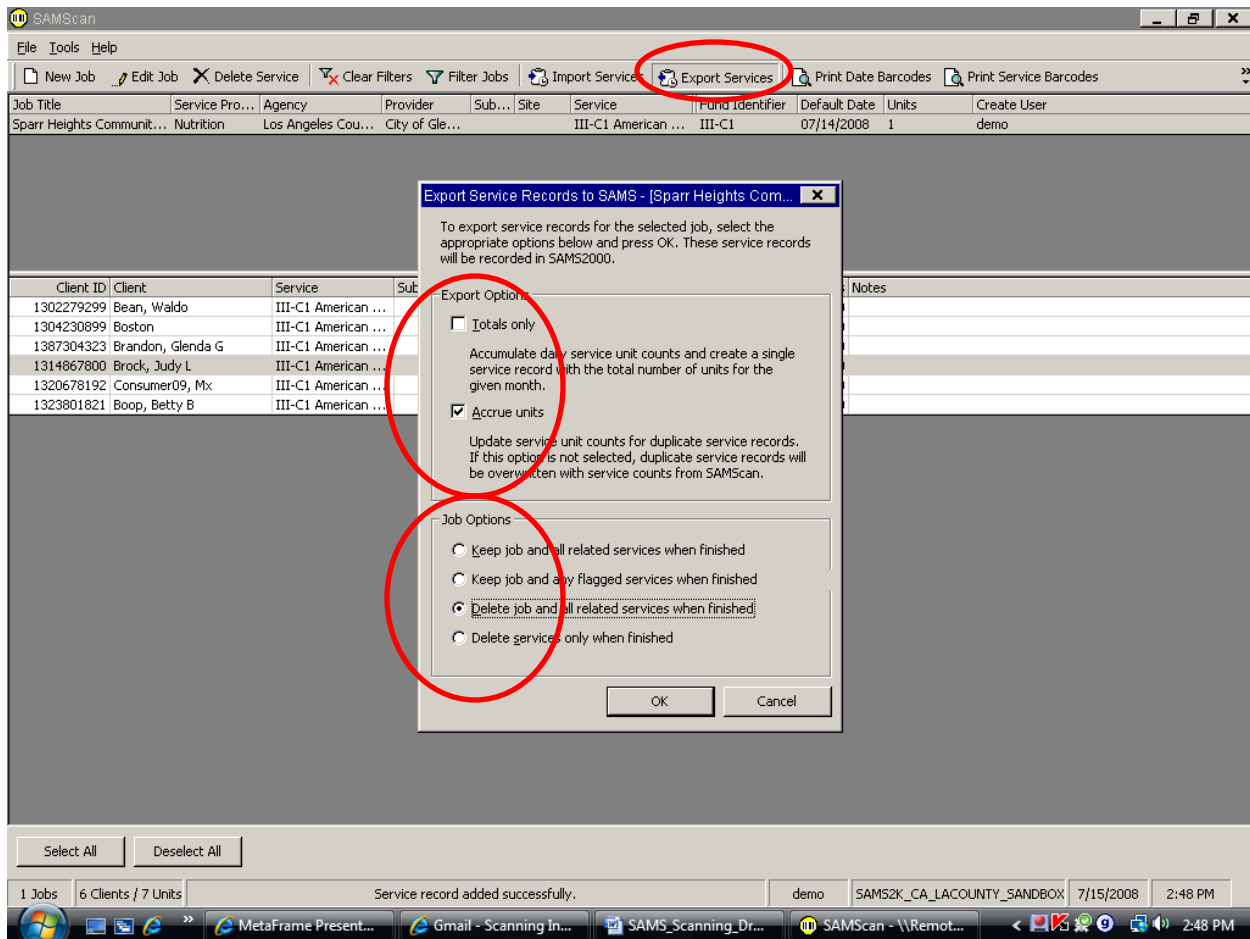 SAMScan
File Tools Help
New Job Edit Job Delete Service Clear Filters Filter Jobs Import Services Export Services Print Date Barcodes Print Service Barcodes
Job Title Service Pro... Agency Provider Sub... Site Service Fund Identifier Default Date Units Create User
Sparr Heights Communit... Nutrition Los Angeles Cou... City of Gle... III-C1 American ... III-C1 07/14/2008 1 demo
Export Service Records to SAMS - [Sparr Heights Com...
To export service records for the selected job, select the
appropriate options below and press OK. These service records
will be recorded in SAMS2000.
Export Options
Totals only
Accumulate daily service unit counts and create a single
service record with the total number of units for the
given month.
Accrue units
Update service unit counts for duplicate service records.
If this option is not selected, duplicate service records will
be overwritten with service counts from SAMScan.
Job Options
Keep job and all related services when finished
Keep job and any flagged services when finished
Delete job and all related services when finished
Delete services only when finished
OK Cancel
Client ID Client Service Sub Notes
1302279299 Bean, Waldo III-C1 American ...
1304230899 Boston III-C1 American ...
1387304323 Brandon, Glenda G III-C1 American ...
1314867800 Brock, Judy L III-C1 American ...
1320678192 Consumer09, Mx III-C1 American ...
1323801821 Boop, Betty B III-C1 American ...
Select All Deselect All
1 Jobs 6 Clients / 7 Units Service record added successfully. demo SAMS2K_CA_LACOUNTY_SANDBOX 7/15/2008 2:48 PM
MetaFrame Present... Gmail - Scanning In... SAMS_Scanning_Dr... SAMScan - \\Remot... 2:48 PM